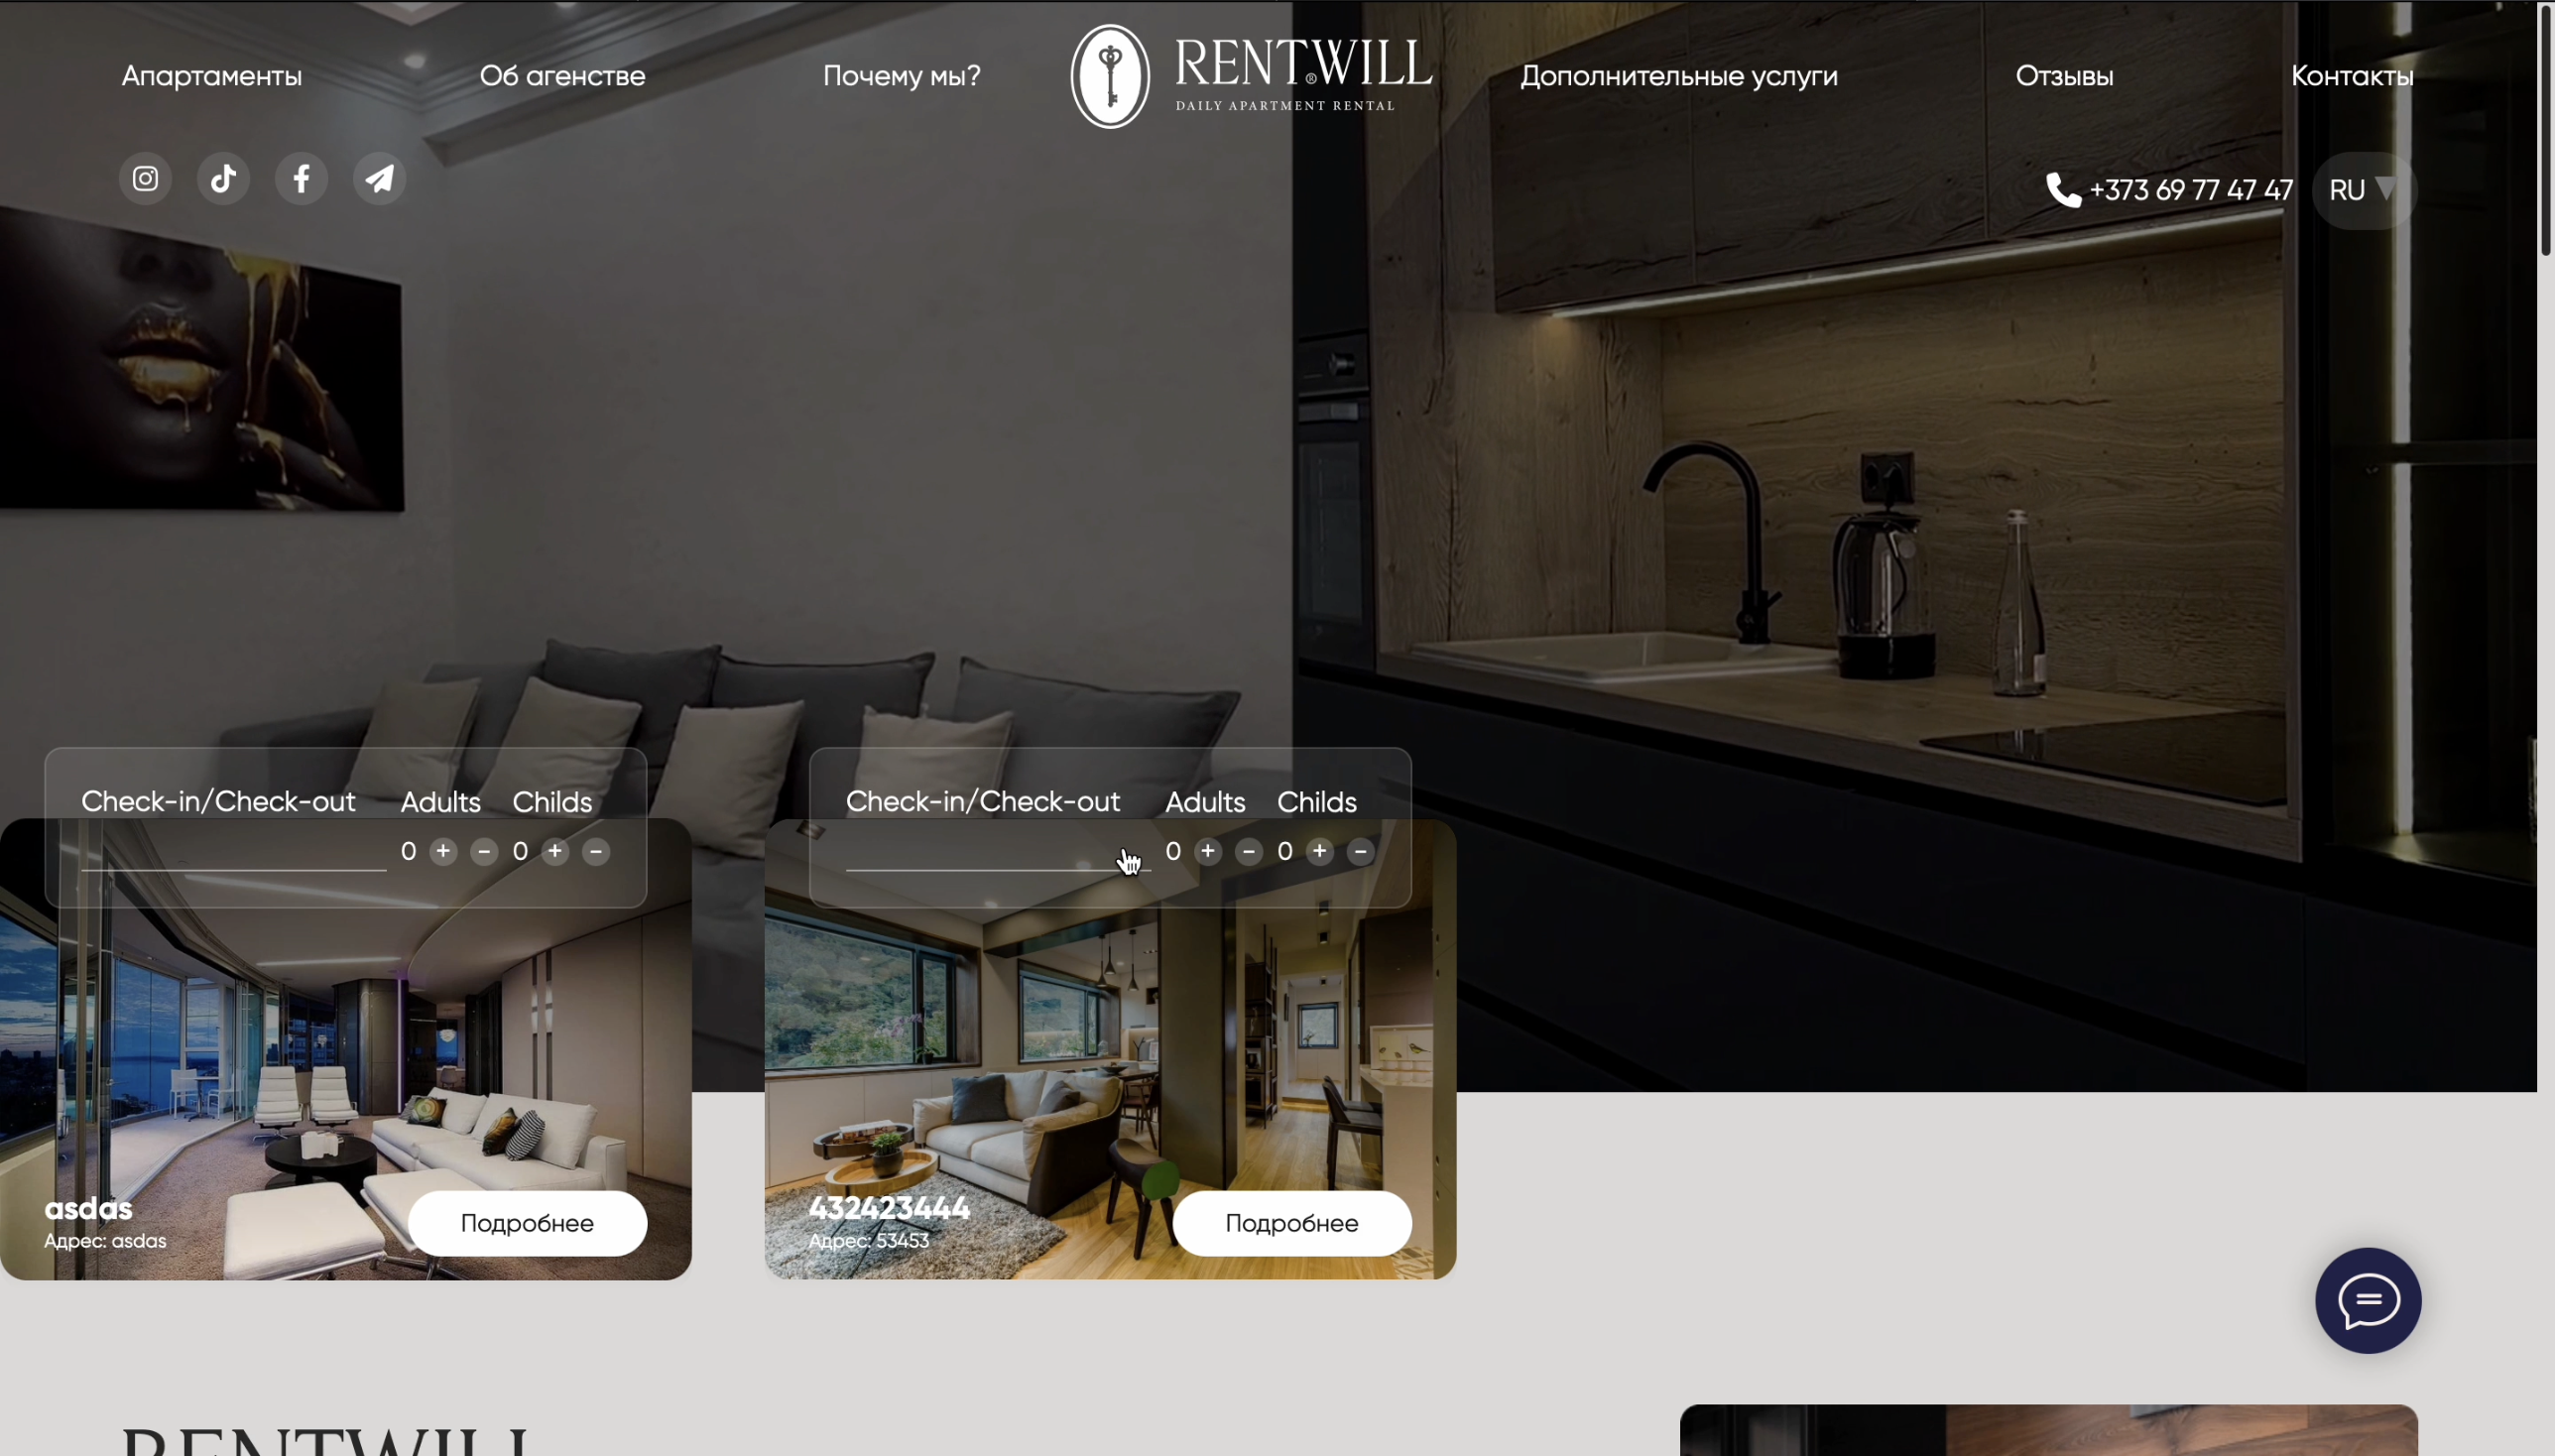 Апартаменты
Об агенстве
Почему мы?
RENT®WILL
DAILY APARTMENT RENTAL
Дополнительные услуги
Отзывы
Контакты
+373 69 77 47 47
RU
Check-in/Check-out Adults Childs
0 + - 0 + -
Check-in/Check-out Adults Childs
0 + - 0 + -
asdas
Адрес: asdas
Подробнее
432423444
Адрес: 53453
Подробнее
RENTWILL